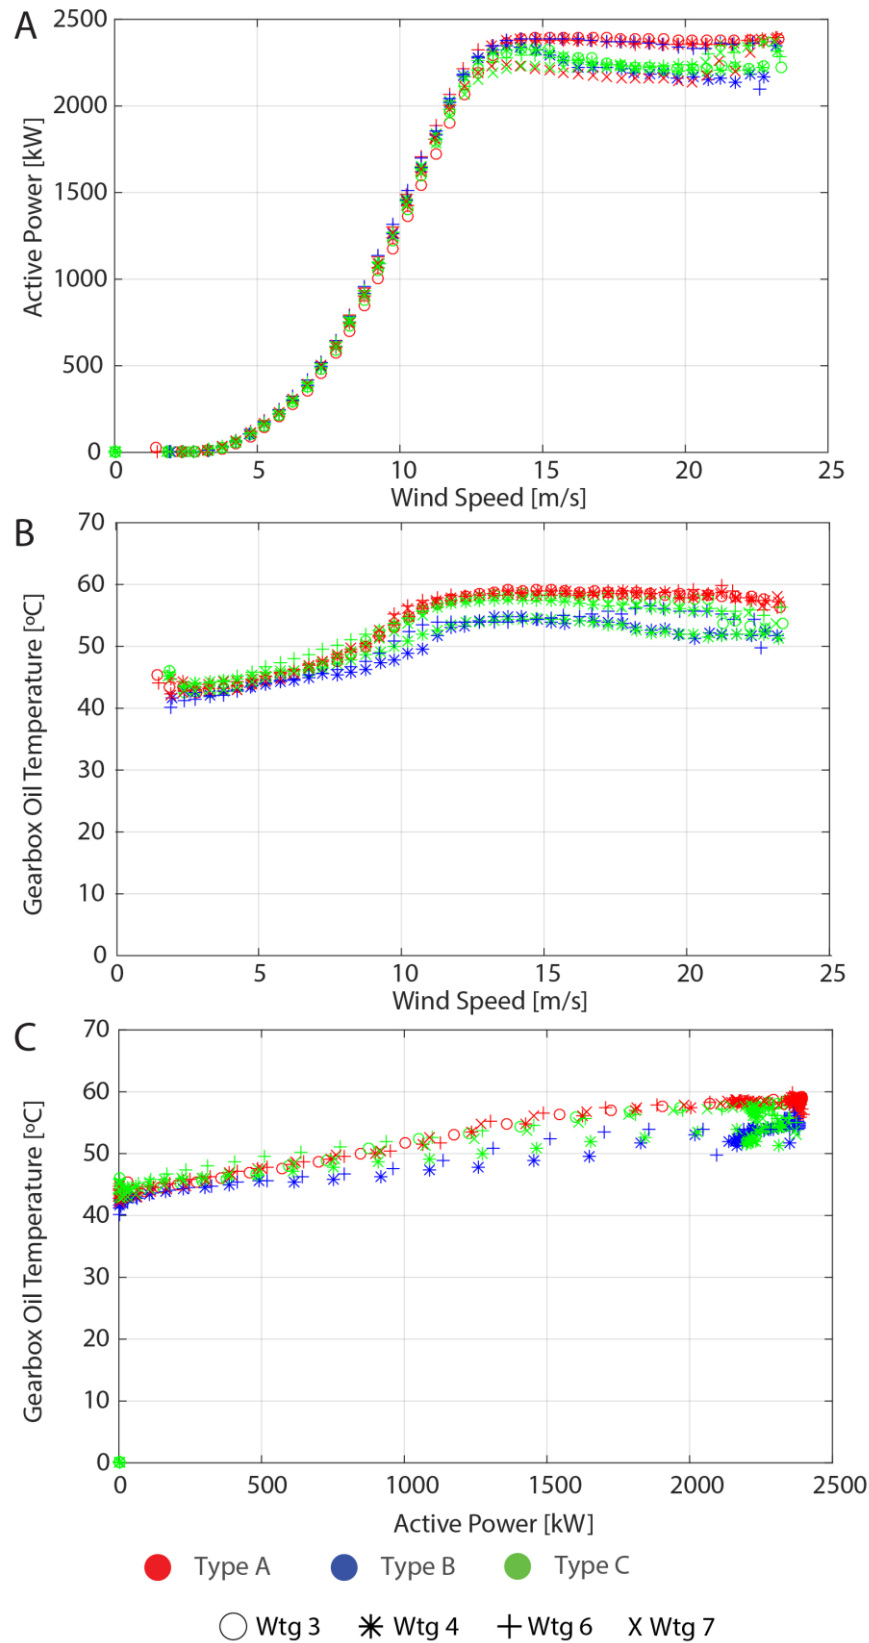 A
2500
2000
1500
1000
500
0
Active Power [kW]
0 5 10 15 20 25
Wind Speed [m/s]
B
70
60
50
40
30
20
10
0
Gearbox Oil Temperature [ºC]
0 5 10 15 20 25
Wind Speed [m/s]
C
70
60
50
40
30
20
10
0
Gearbox Oil Temperature [ºC]
0 500 1000 1500 2000 2500
Active Power [kW]
Type A Type B Type C
Wtg 3 Wtg 4 Wtg 6 X Wtg 7